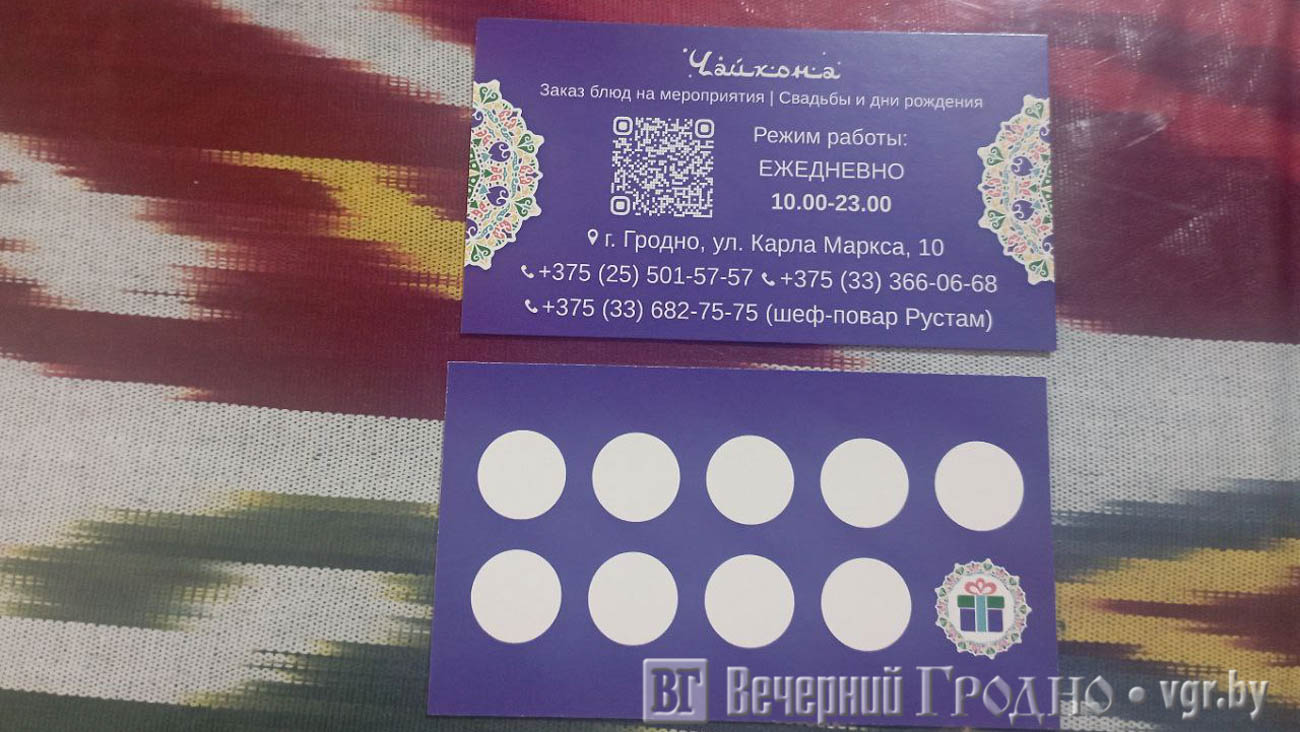 Чайхона
Заказ блюд на мероприятия | Свадьбы и дни рождения
Режим работы:
ЕЖЕДНЕВНО
10.00-23.00
г. Гродно, ул. Карла Маркса, 10
+375 (25) 501-57-57 +375 (33) 366-06-68
+375 (33) 682-75-75 (шеф-повар Рустам)
ВГ Вечерний Гродно • vgr.by